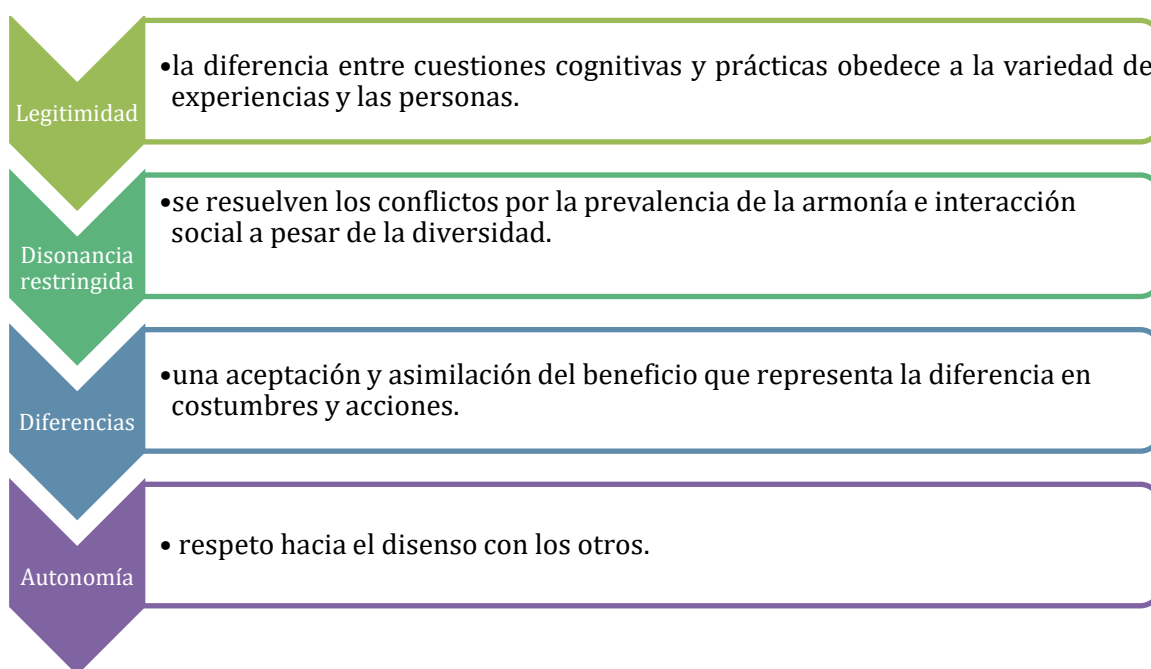 Legitimidad
•la diferencia entre cuestiones cognitivas y prácticas obedece a la variedad de
experiencias y las personas.
Disonancia
restringida
•se resuelven los conflictos por la prevalencia de la armonía e interacción
social a pesar de la diversidad.
Diferencias
•una aceptación y asimilación del beneficio que representa la diferencia en
costumbres y acciones.
Autonomía
• respeto hacia el disenso con los otros.